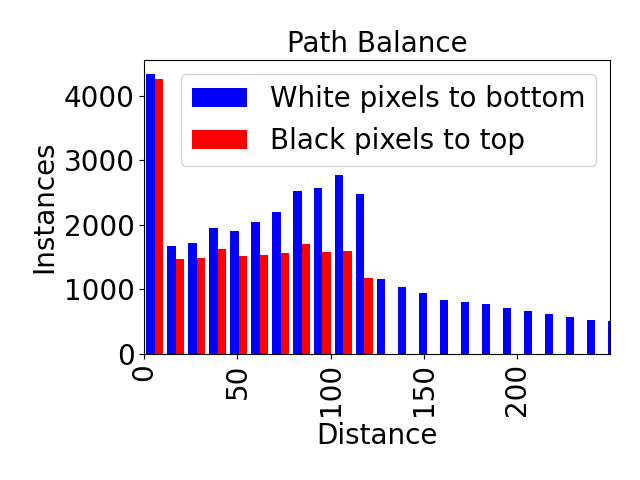 Path Balance
White pixels to bottom
Black pixels to top
Instances
4000
3000
2000
1000
0
0
50
100
150
200
Distance